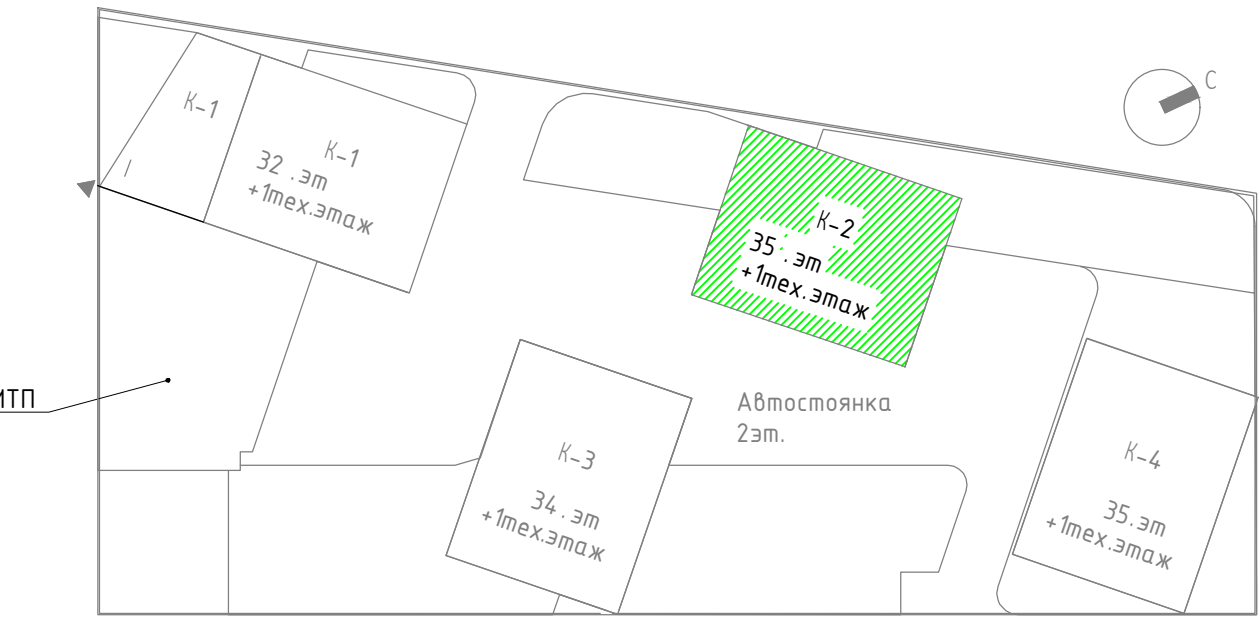 С
К-1
К-1
32 .эт
+1тех.этаж
К-2
35 . эт
+1тех.этаж
ИТП
Автостоянка
2эт.
К-3
34 . эт
+1тех.этаж
К-4
35.эт
+1тех.этаж